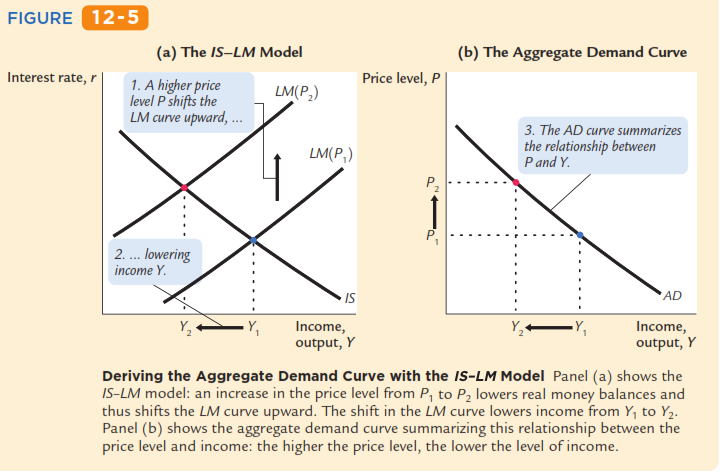 FIGURE 12-5
(a) The IS–LM Model
Interest rate, r
1. A higher price
level P shifts the
LM curve upward, ...
LM(P₂)
LM(P₁)
2. ... lowering
income Y.
IS
Y₂
Y₁
Income,
output, Y
(b) The Aggregate Demand Curve
Price level, P
3. The AD curve summarizes
the relationship between
P and Y.
P₂
P₁
AD
Y₂
Y₁
Income,
output, Y
Deriving the Aggregate Demand Curve with the IS–LM Model Panel (a) shows the
IS–LM model: an increase in the price level from P₁ to P₂ lowers real money balances and
thus shifts the LM curve upward. The shift in the LM curve lowers income from Y₁ to Y₂.
Panel (b) shows the aggregate demand curve summarizing this relationship between the
price level and income: the higher the price level, the lower the level of income.